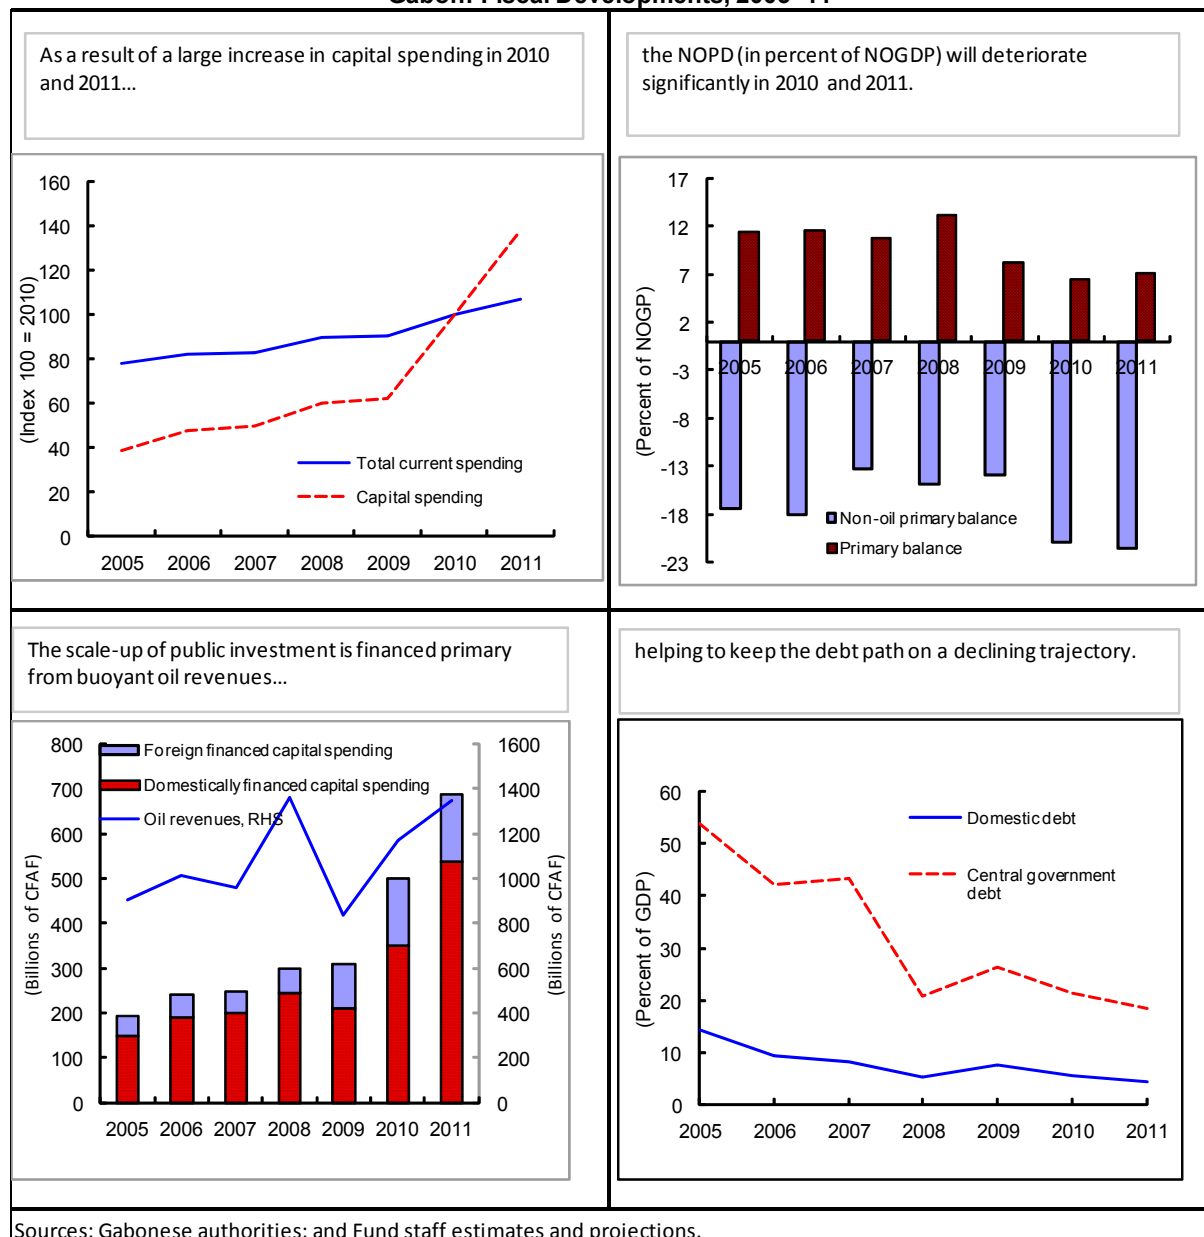 As a result of a large increase in capital spending in 2010
and 2011...
160
140
120
100
80
60
40
20
0
(Index 100 = 2010)
Total current spending
Capital spending
2005 2006 2007 2008 2009 2010 2011
the NOPD (in percent of NOGDP) will deteriorate
significantly in 2010 and 2011.
17
12
7
2
-3
-8
-13
-18
-23
(Percent of NOGP)
2005 2006 2007 2008 2009 2010 2011
Non-oil primary balance
Primary balance
The scale-up of public investment is financed primary
from buoyant oil revenues...
800
700
600
500
400
300
200
100
0
(Billions of CFAF)
Foreign financed capital spending
Domestically financed capital spending
Oil revenues, RHS
1600
1400
1200
1000
800
600
400
200
0
(Billions of CFAF)
2005 2006 2007 2008 2009 2010 2011
helping to keep the debt path on a declining trajectory.
60
50
40
30
20
10
0
(Percent of GDP)
Domestic debt
Central government
debt
2005 2006 2007 2008 2009 2010 2011
Sources: Gabonese authorities; and Fund staff estimates and projections.